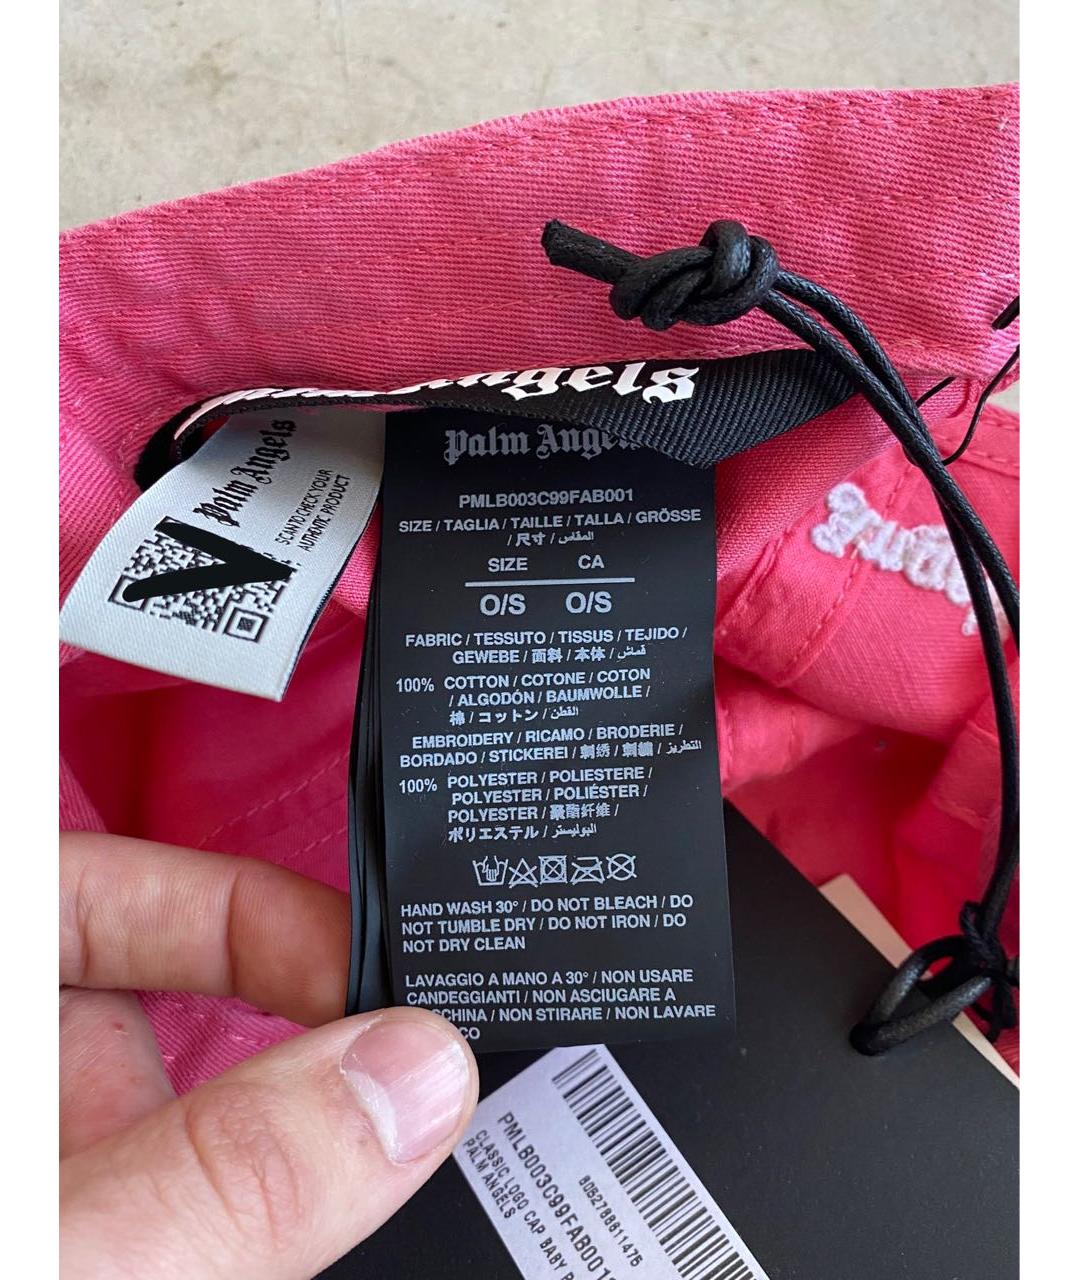 Angels
Palm Angels
SCAN TO CHECK YOUR
AUTHENTIC PRODUCT
Palm Angels
PMLB003C99FAB001
SIZE / TAGLIA / TAILLE / TALLA / GRÖSSE
/ 尺寸 / المقاس
SIZE CA
O/S O/S
FABRIC / TESSUTO / TISSUS / TEJIDO /
GEWEBE / 面料 / 本体 / قماش
100% COTTON / COTONE / COTON
/ ALGODÓN / BAUMWOLLE /
棉 / コットン / القطن
EMBROIDERY / RICAMO / BRODERIE /
BORDADO / STICKEREI / 刺绣 / 刺繍 / التطريز
100% POLYESTER / POLIESTERE /
POLYESTER / POLIÉSTER /
POLYESTER / 聚酯纤维 /
ポリエステル / البوليستر
HAND WASH 30° / DO NOT BLEACH / DO
NOT TUMBLE DRY / DO NOT IRON / DO
NOT DRY CLEAN
LAVAGGIO A MANO A 30° / NON USARE
CANDEGGIANTI / NON ASCIUGARE A
CHINA / NON STIRARE / NON LAVARE
CO
80B2788611475
PMLB003C99FAB001
CLASSIC LOGO CAP BABY P
PALM ANGELS